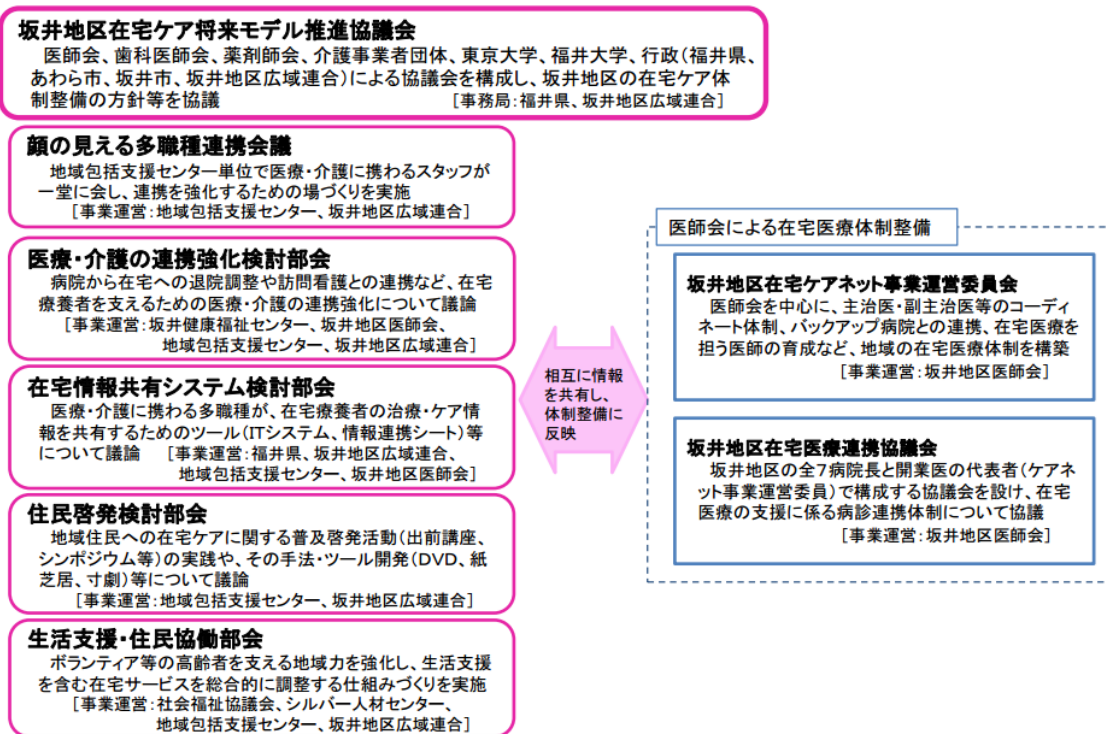 坂井地区在宅ケア将来モデル推進協議会
医師会、歯科医師会、薬剤師会、介護事業者団体、東京大学、福井大学、行政（福井県、
あわら市、坂井市、坂井地区広域連合）による協議会を構成し、坂井地区の在宅ケア体
制整備の方針等を協議　　　　［事務局：福井県、坂井地区広域連合］
顔の見える多職種連携会議
地域包括支援センター単位で医療・介護に携わるスタッフが
一堂に会し、連携を強化するための場づくりを実施
［事業運営：地域包括支援センター、坂井地区広域連合］
医療・介護の連携強化検討部会
病院から在宅への退院調整や訪問看護との連携など、在宅
療養者を支えるための医療・介護の連携強化について議論
［事業運営：坂井健康福祉センター、坂井地区医師会、
地域包括支援センター、坂井地区広域連合］
在宅情報共有システム検討部会
医療・介護に携わる多職種が、在宅療養者の治療・ケア情
報を共有するためのツール（ITシステム、情報連携シート）等
について議論　［事業運営：福井県、坂井地区広域連合、
地域包括支援センター、坂井地区医師会］
住民啓発検討部会
地域住民への在宅ケアに関する普及啓発活動（出前講座、
シンポジウム等）の実践や、その手法・ツール開発（DVD、紙
芝居、寸劇）等について議論
［事業運営：地域包括支援センター、坂井地区広域連合］
生活支援・住民協働部会
ボランティア等の高齢者を支える地域力を強化し、生活支援
を含む在宅サービスを総合的に調整する仕組みづくりを実施
［事業運営：社会福祉協議会、シルバー人材センター、
地域包括支援センター、坂井地区広域連合］
相互に情報
を共有し、
体制整備に
反映
医師会による在宅医療体制整備
坂井地区在宅ケアネット事業運営委員会
医師会を中心に、主治医・副主治医等のコーディ
ネート体制、バックアップ病院との連携、在宅医療を
担う医師の育成など、地域の在宅医療体制を構築
［事業運営：坂井地区医師会］
坂井地区在宅医療連携協議会
坂井地区の全７病院長と開業医の代表者（ケアネ
ット事業運営委員）で構成する協議会を設け、在宅
医療の支援に係る病診連携体制について協議
［事業運営：坂井地区医師会］